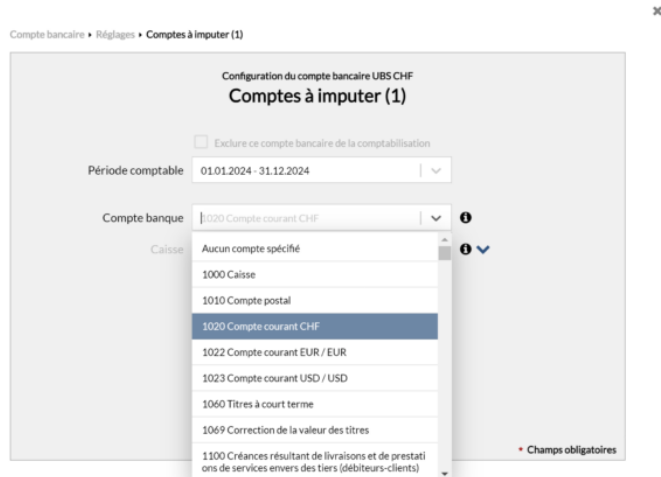 Compte bancaire ▸ Réglages ▸ Comptes à imputer (1)
Configuration du compte bancaire UBS CHF
Comptes à imputer (1)
Exclure ce compte bancaire de la comptabilisation
Période comptable 01.01.2024 - 31.12.2024
Compte banque 1020 Compte courant CHF
Caisse
Aucun compte spécifié
1000 Caisse
1010 Compte postal
1020 Compte courant CHF
1022 Compte courant EUR / EUR
1023 Compte courant USD / USD
1060 Titres à court terme
1069 Correction de la valeur des titres
1100 Créances résultant de livraisons et de prestati
ons de services envers des tiers (débiteurs-clients)
* Champs obligatoires